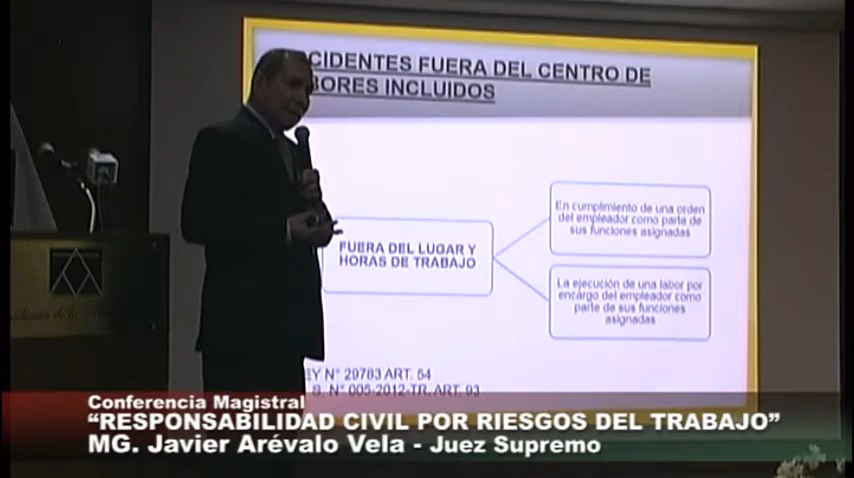 CIDENTES FUERA DEL CENTRO DE
BORES INCLUIDOS
FUERA DEL LUGAR Y
HORAS DE TRABAJO
En cumplimiento de una orden
del empleador como parte de
sus funciones asignadas
La ejecución de una labor por
encargo del empleador como
parte de sus funciones
asignadas
EY N° 29783 ART. 54
S. N° 005-2012-TR. ART. 93
Conferencia Magistral
“RESPONSABILIDAD CIVIL POR RIESGOS DEL TRABAJO”
MG. Javier Arévalo Vela - Juez Supremo